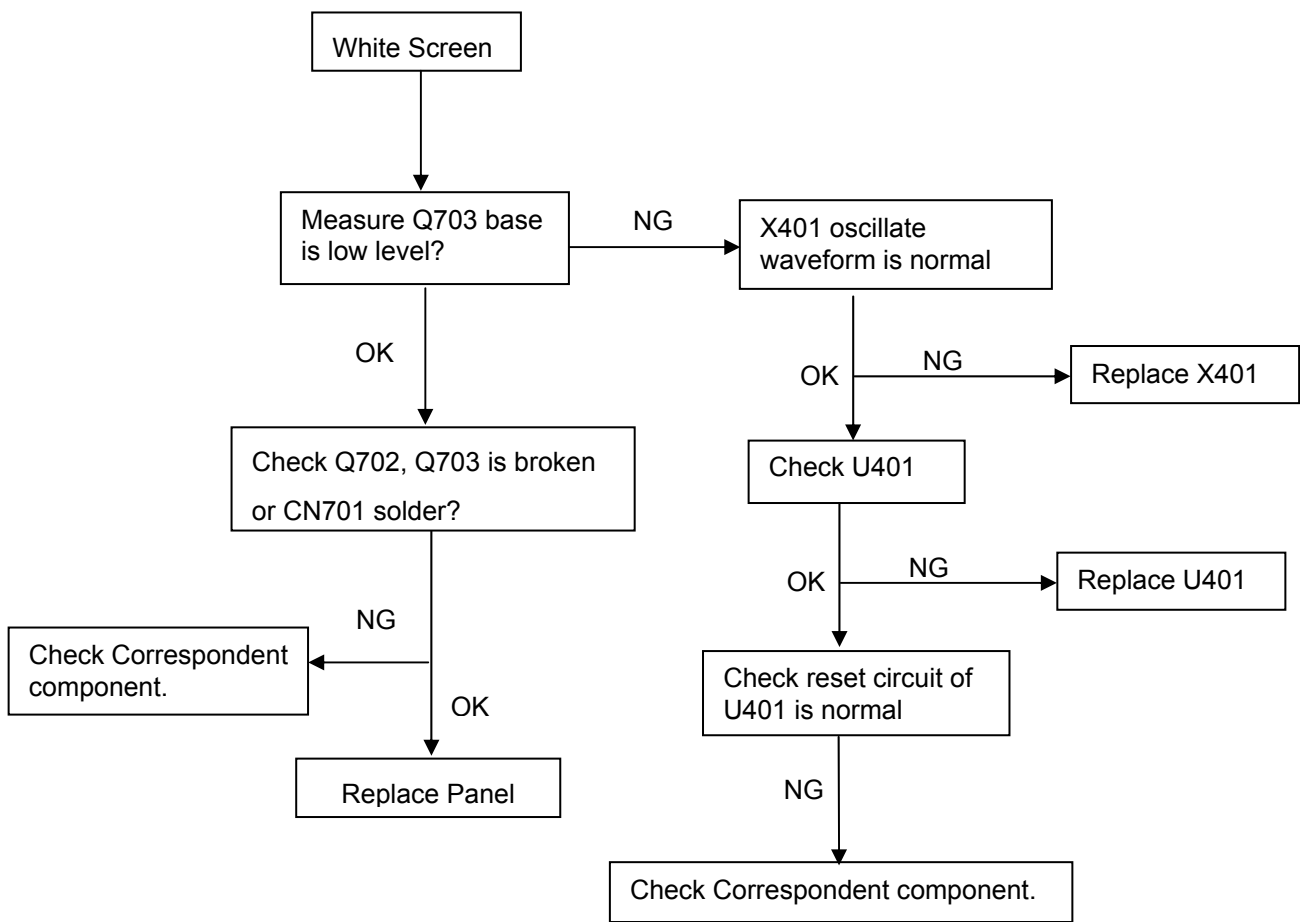 White Screen
Measure Q703 base
is low level?
NG
X401 oscillate
waveform is normal
OK
OK
NG
Replace X401
Check Q702, Q703 is broken
or CN701 solder?
Check U401
OK
NG
Replace U401
NG
Check Correspondent
component.
OK
Check reset circuit of
U401 is normal
Replace Panel
NG
Check Correspondent component.